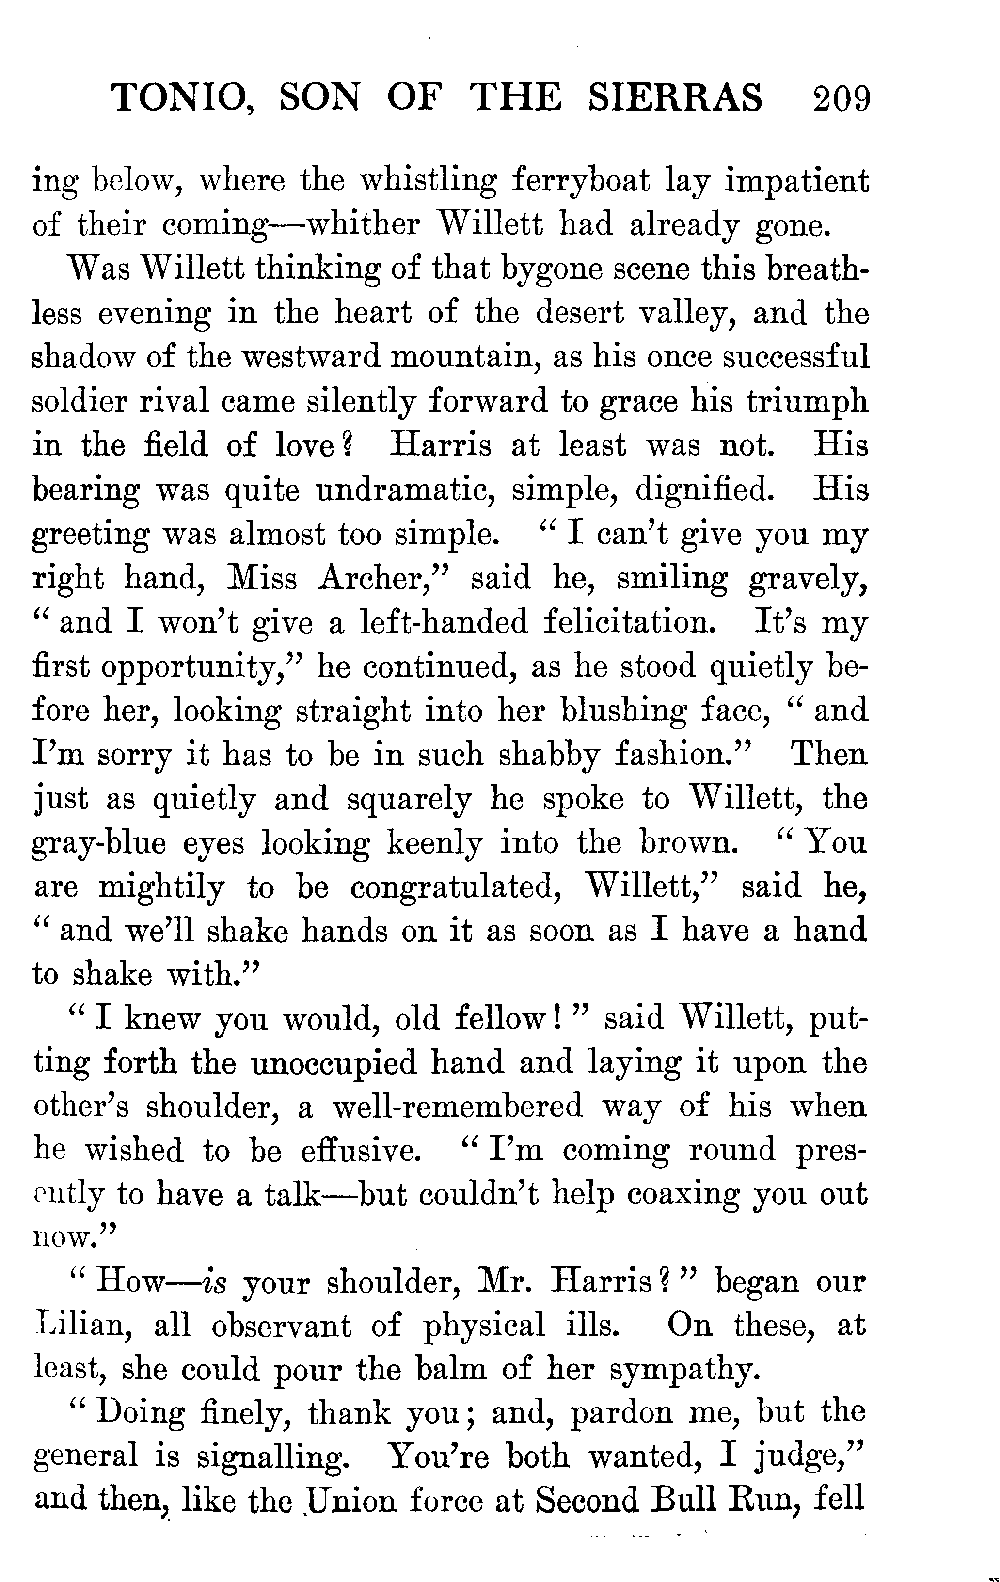 TONIO, SON OF THE SIERRAS 209
ing below, where the whistling ferryboat lay impatient
of their coming—whither Willett had already gone.
Was Willett thinking of that bygone scene this breath-
less evening in the heart of the desert valley, and the
shadow of the westward mountain, as his once successful
soldier rival came silently forward to grace his triumph
in the field of love? Harris at least was not. His
bearing was quite undramatic, simple, dignified. His
greeting was almost too simple. “ I can’t give you my
right hand, Miss Archer,” said he, smiling gravely,
“ and I won’t give a left-handed felicitation. It’s my
first opportunity,” he continued, as he stood quietly be-
fore her, looking straight into her blushing face, “ and
I’m sorry it has to be in such shabby fashion.” Then
just as quietly and squarely he spoke to Willett, the
gray-blue eyes looking keenly into the brown. “ You
are mightily to be congratulated, Willett,” said he,
“ and we’ll shake hands on it as soon as I have a hand
to shake with.”
“ I knew you would, old fellow! ” said Willett, put-
ting forth the unoccupied hand and laying it upon the
other’s shoulder, a well-remembered way of his when
he wished to be effusive. “ I’m coming round pres-
ently to have a talk—but couldn’t help coaxing you out
now.”
“ How—is your shoulder, Mr. Harris? ” began our
Lilian, all observant of physical ills. On these, at
least, she could pour the balm of her sympathy.
“ Doing finely, thank you; and, pardon me, but the
general is signalling. You’re both wanted, I judge,”
and then, like the Union force at Second Bull Run, fell